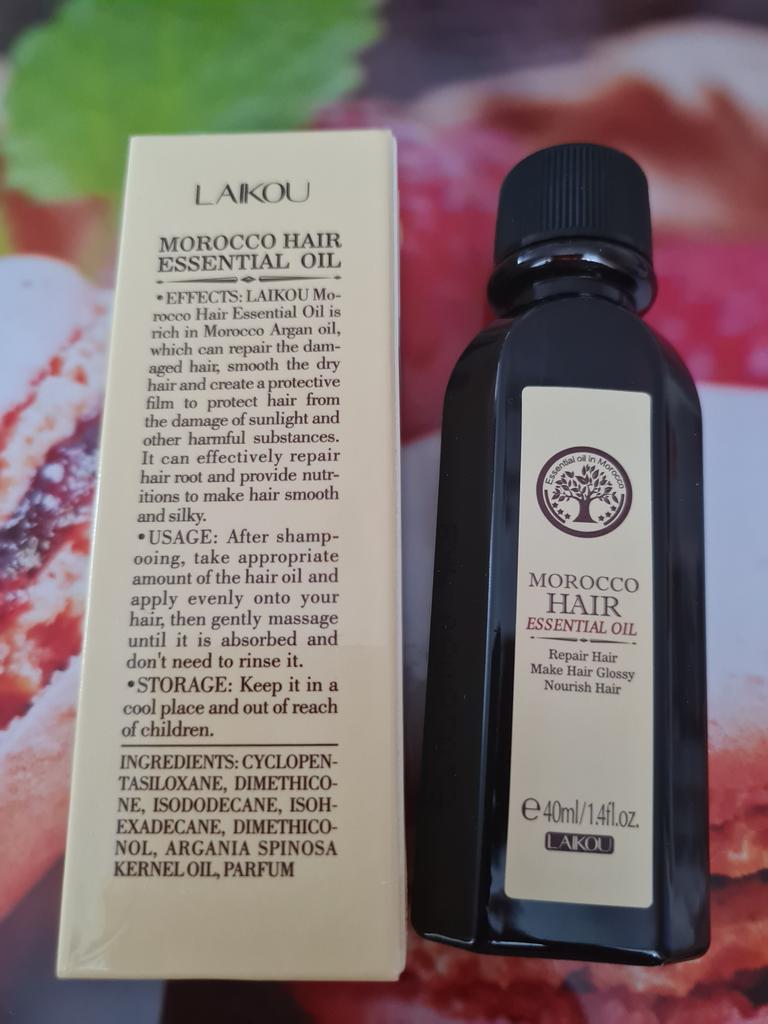 LAIKOU
MOROCCO HAIR
ESSENTIAL OIL
•EFFECTS: LAIKOU Mo-
rocco Hair Essential Oil is
rich in Morocco Argan oil,
which can repair the dam-
aged hair, smooth the dry
hair and create a protective
film to protect hair from
the damage of sunlight and
other harmful substances.
It can effectively repair
hair root and provide nutr-
itions to make hair smooth
and silky.
•USAGE: After shamp-
ooing, take appropriate
amount of the hair oil and
apply evenly onto your
hair, then gently massage
until it is absorbed and
don't need to rinse it.
•STORAGE: Keep it in a
cool place and out of reach
of children.
INGREDIENTS: CYCLOPEN-
TASILOXANE, DIMETHICO-
NE, ISODODECANE, ISOH-
EXADECANE, DIMETHICO-
NOL, ARGANIA SPINOSA
KERNEL OIL, PARFUM
Essential oil in Morocco
MOROCCO
HAIR
ESSENTIAL OIL
Repair Hair
Make Hair Glossy
Nourish Hair
e 40ml/1.4fl.oz.
LAIKOU